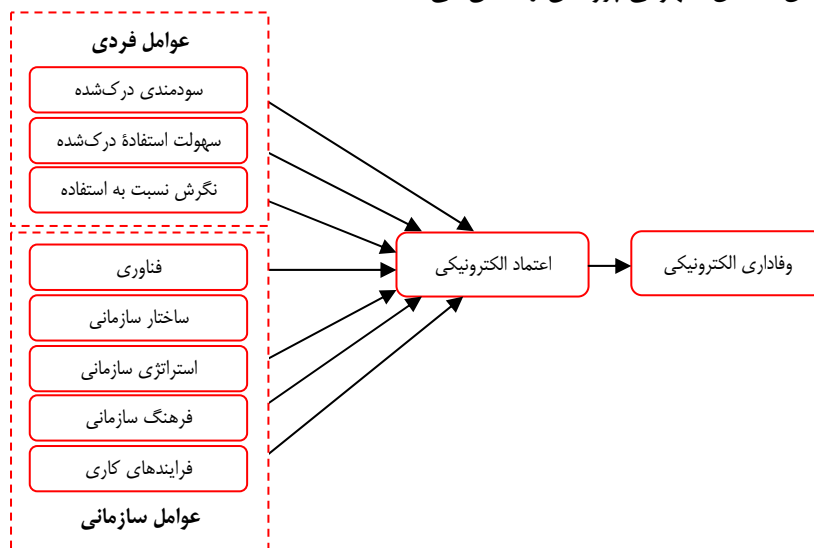 عوامل فردی
سودمندی درک‌شده
سهولت استفادهٔ درک‌شده
نگرش نسبت به استفاده
فناوری
ساختار سازمانی
استراتژی سازمانی
فرهنگ سازمانی
فرایندهای کاری
عوامل سازمانی
اعتماد الکترونیکی
وفاداری الکترونیکی